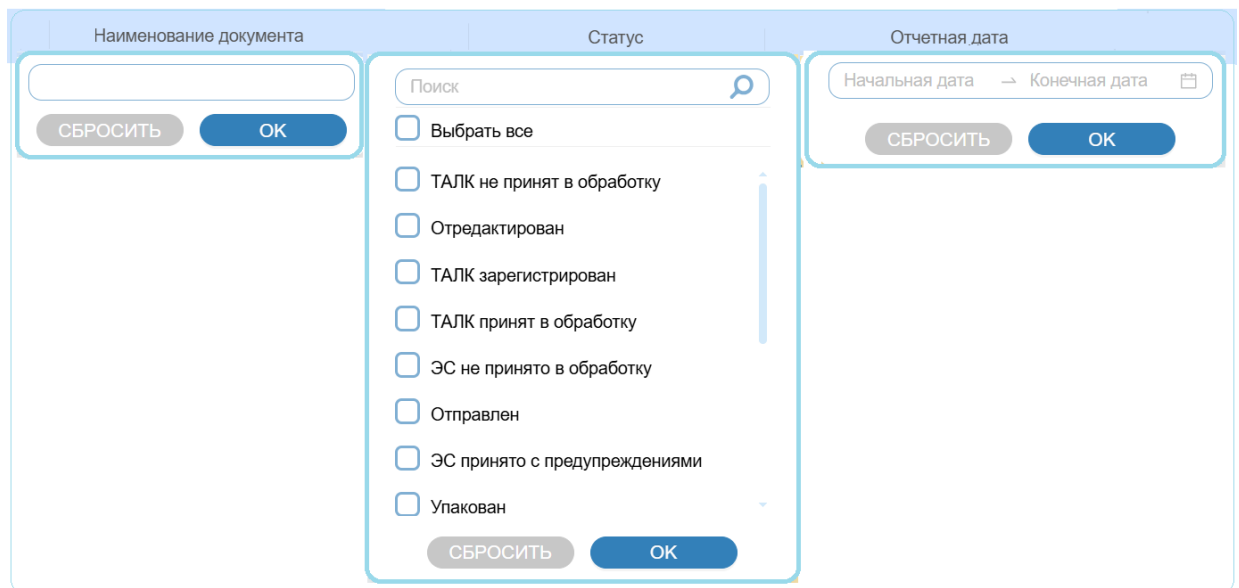 Наименование документа
Статус
Отчетная дата
СБРОСИТЬ
OK
Поиск
Выбрать все
ТАЛК не принят в обработку
Отредактирован
ТАЛК зарегистрирован
ТАЛК принят в обработку
ЭС не принято в обработку
Отправлен
ЭС принято с предупреждениями
Упакован
СБРОСИТЬ
OK
Начальная дата → Конечная дата
СБРОСИТЬ
OK